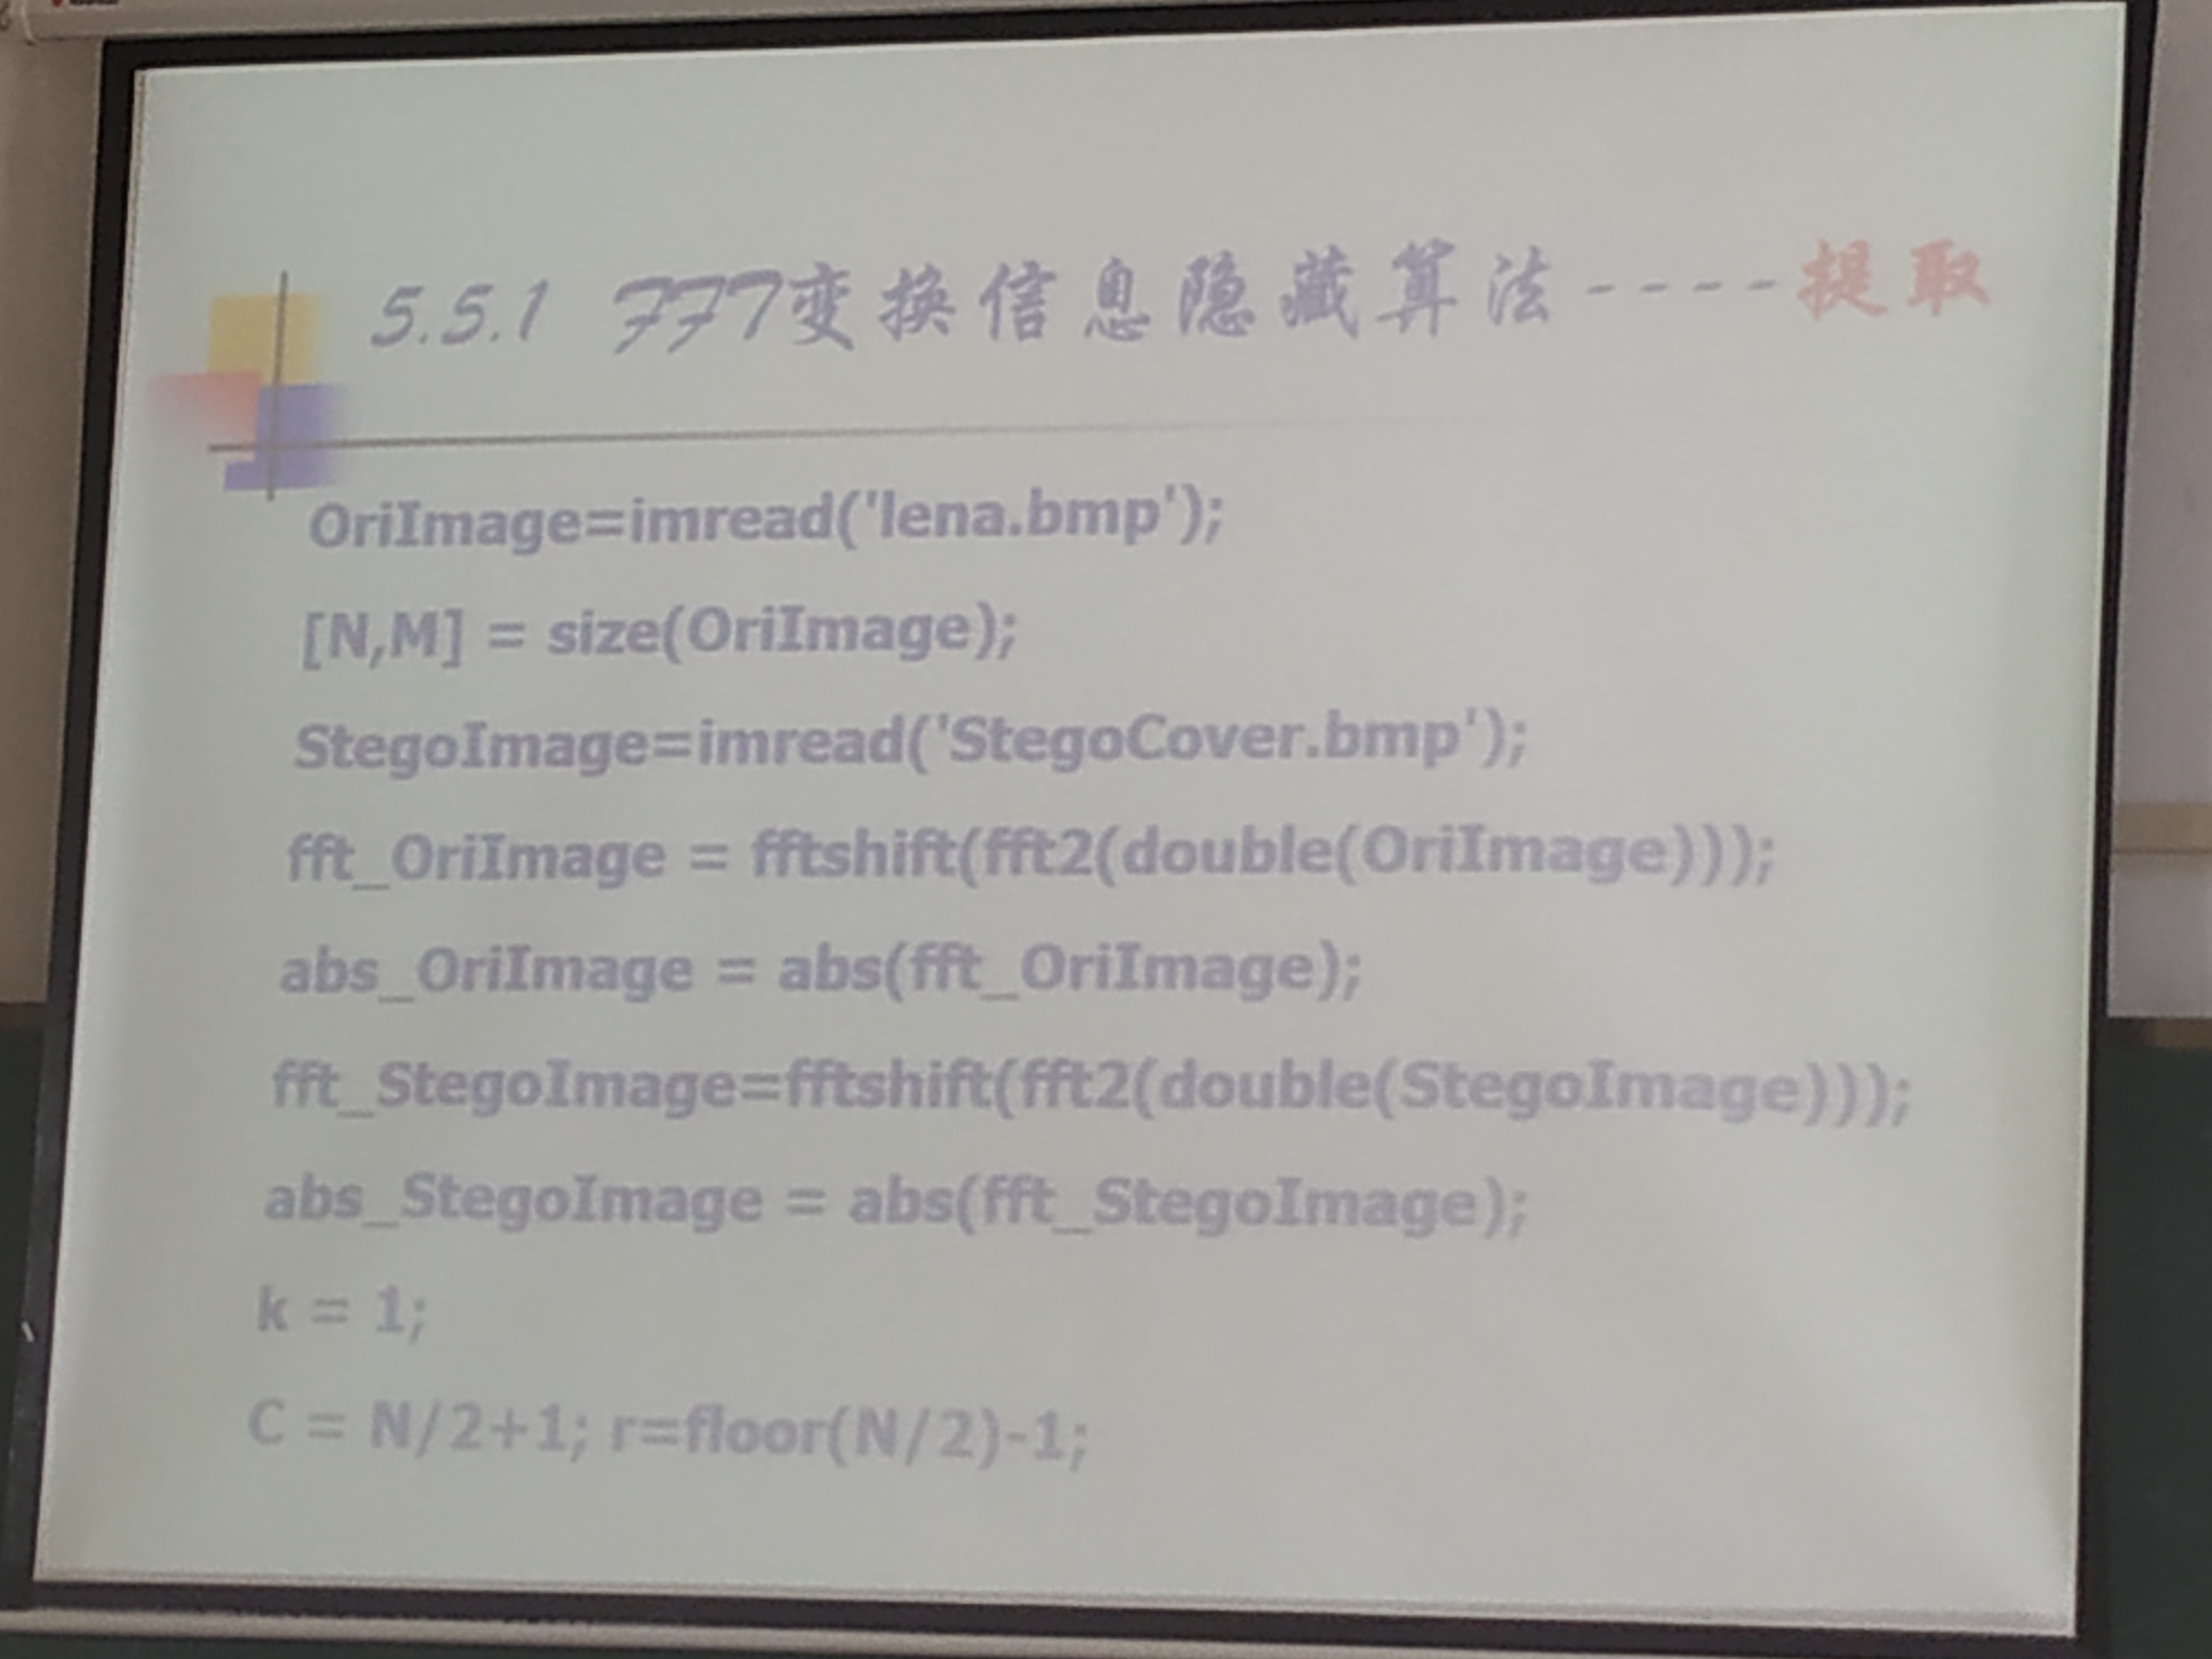 5.5.1 FFT变换信息隐藏算法----提取
OriImage=imread('lena.bmp');
[N,M] = size(OriImage);
StegoImage=imread('StegoCover.bmp');
fft_OriImage = fftshift(fft2(double(OriImage)));
abs_OriImage = abs(fft_OriImage);
fft_StegoImage=fftshift(fft2(double(StegoImage)));
abs_StegoImage = abs(fft_StegoImage);
k = 1;
C = N/2+1; r=floor(N/2)-1;